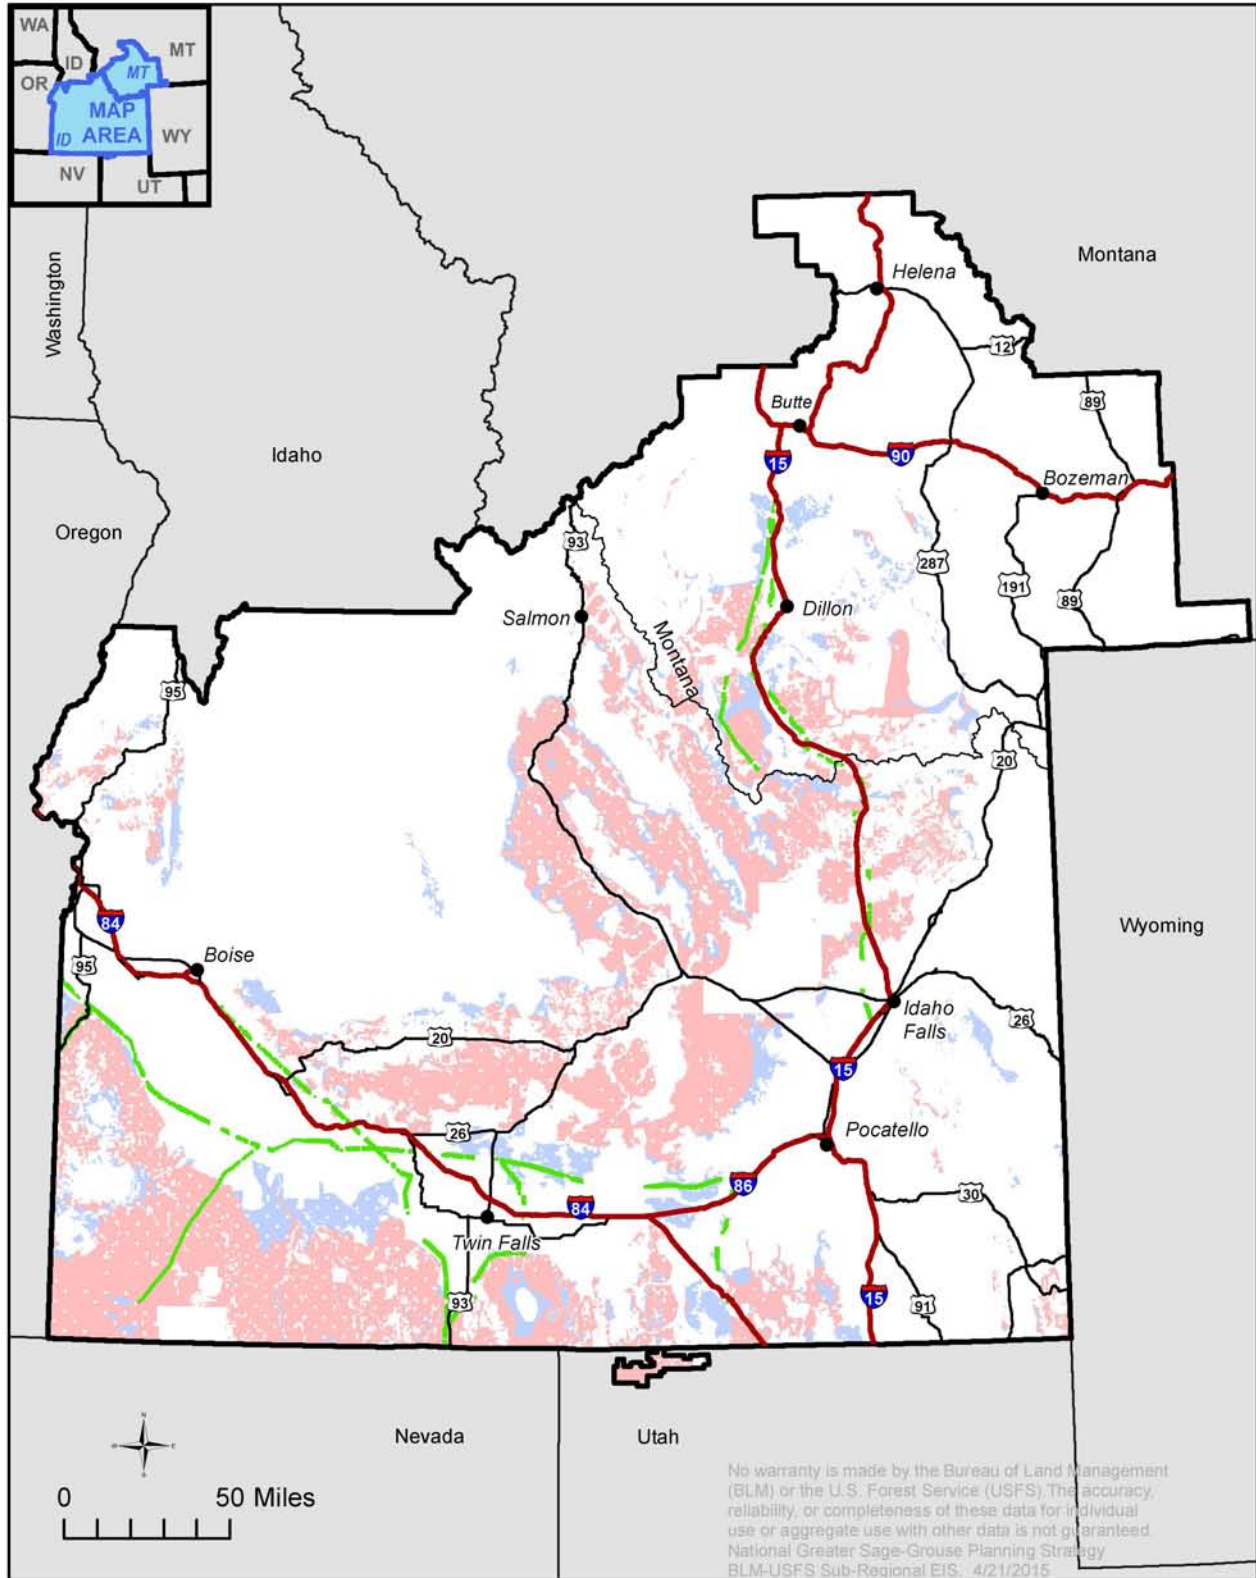 WA
ID
MT
OR
MT
MAP
AREA
ID
WY
NV
UT
Washington
Montana
Helena
12
Butte
89
Idaho
15
90
Bozeman
Oregon
93
287
191
89
Salmon
Dillon
Montana
95
20
84
Boise
95
Wyoming
Idaho
Falls
26
20
15
26
Pocatello
86
30
84
Twin Falls
93
15
91
Nevada
Utah
N
W
E
S
0 50 Miles
No warranty is made by the Bureau of Land Management
(BLM) or the U.S. Forest Service (USFS).The accuracy,
reliability, or completeness of these data for individual
use or aggregate use with other data is not guaranteed.
National Greater Sage-Grouse Planning Strategy
BLM-USFS Sub-Regional EIS. 4/21/2015